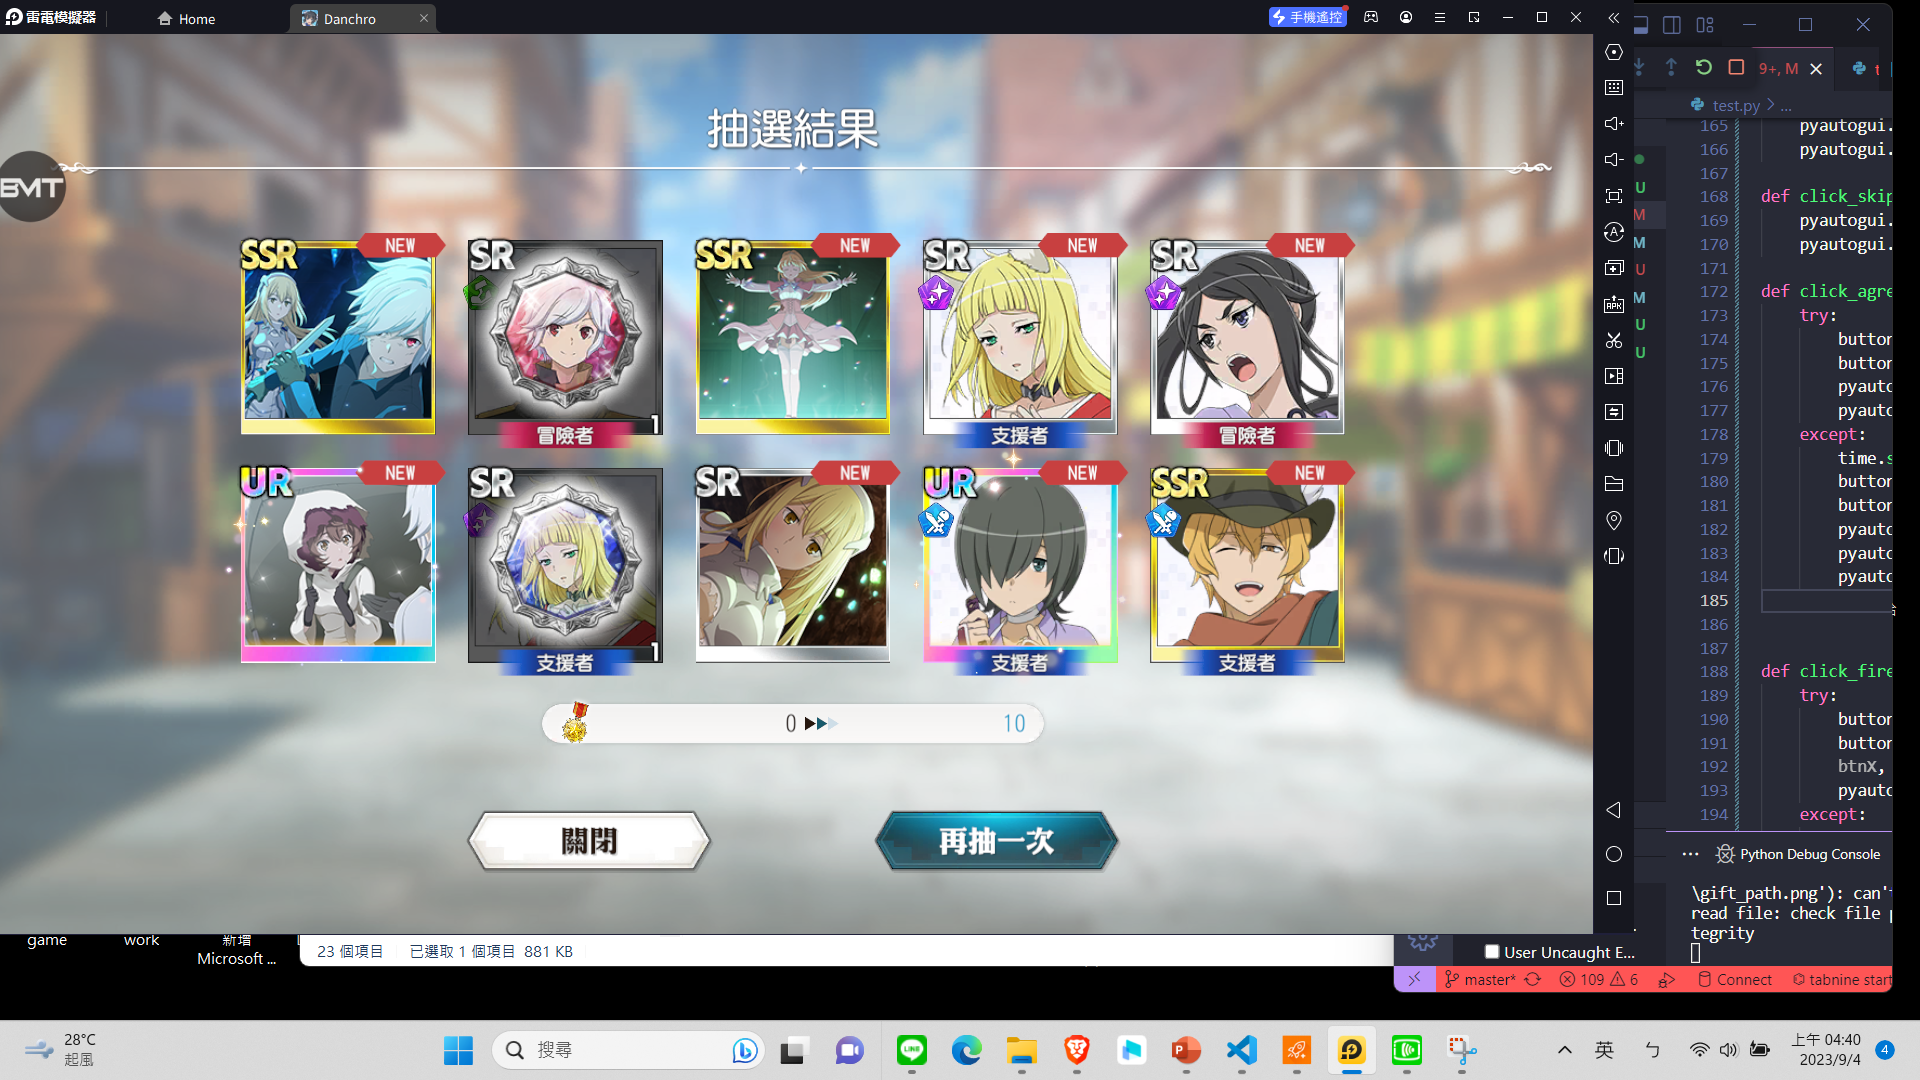 雷電模擬器
Home
Danchro
手機遙控
抽選結果
BMT
SSR NEW
SR
1
冒險者
SSR NEW
SR NEW
支援者
SR NEW
冒險者
UR NEW
SR
1
支援者
SR NEW
UR NEW
支援者
SSR NEW
支援者
0
10
關閉
再抽一次
APK
9+, M
test.py > ...
165 pyautogui.
166 pyautogui.
167
168 def click_skip
169 pyautogui.
170 pyautogui.
171
172 def click_agre
173 try:
174 button
175 button
176 pyauto
177 pyauto
178 except:
179 time.s
180 button
181 button
182 pyauto
183 pyauto
184 pyauto
185
186
187
188 def click_fire
189 try:
190 button
191 button
192 btnX,
193 pyauto
194 except:
U
M
M
U
M
U
U
Python Debug Console
\gift_path.png'): can't
read file: check file p
tegrity
User Uncaught E...
master*
109
6
Connect
tabnine start
game
work
新增
Microsoft ...
23 個項目
已選取 1 個項目 881 KB
28°C
起風
搜尋
英
ㄅ
上午 04:40
2023/9/4
4